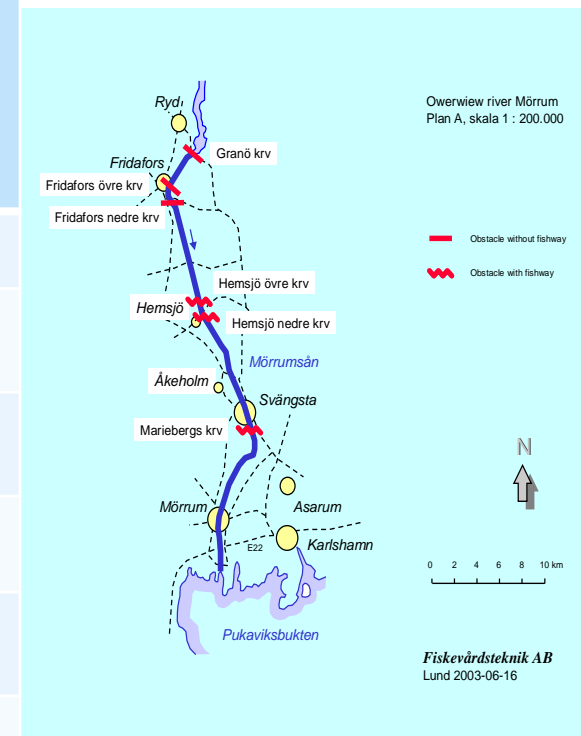 Owerwiew river Mörrum
Plan A, skala 1 : 200.000
Ryd
Granö krv
Fridafors
Fridafors övre krv
Fridafors nedre krv
Obstacle without fishway
Obstacle with fishway
Hemsjö övre krv
Hemsjö
Hemsjö nedre krv
Mörrumsån
Åkeholm
Svängsta
Mariebergs krv
N
Mörrum
Asarum
E22
Karlshamn
0 2 4 6 8 10 km
Pukaviksbukten
Fiskevårdsteknik AB
Lund 2003-06-16